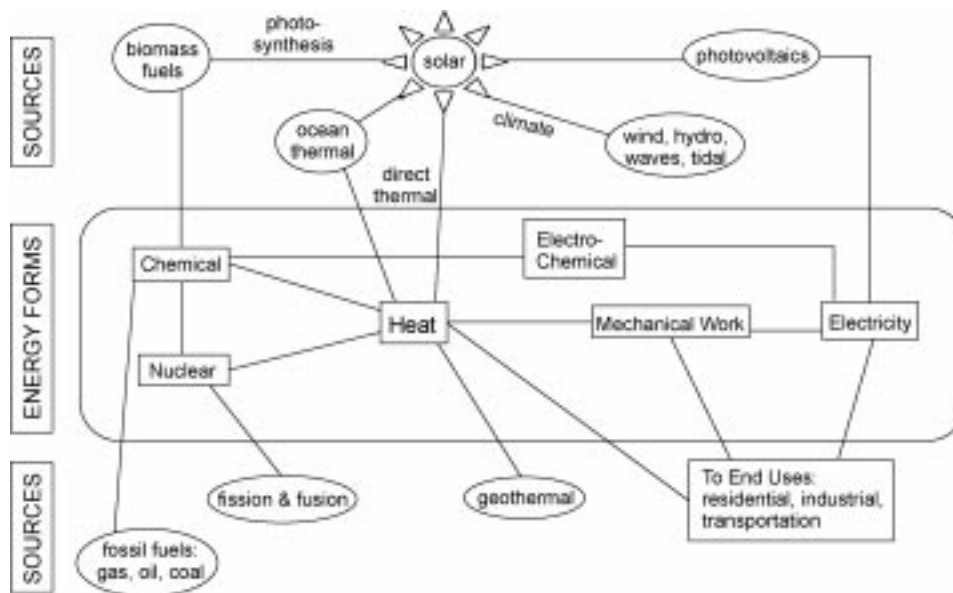 SOURCES
photo-
synthesis
biomass
fuels
solar
photovoltaics
climate
ocean
thermal
wind, hydro,
waves, tidal
direct
thermal
ENERGY FORMS
Electro-
Chemical
Chemical
Heat
Mechanical Work
Electricity
Nuclear
SOURCES
To End Uses:
residential, industrial,
transportation
fission & fusion
geothermal
fossil fuels:
gas, oil, coal